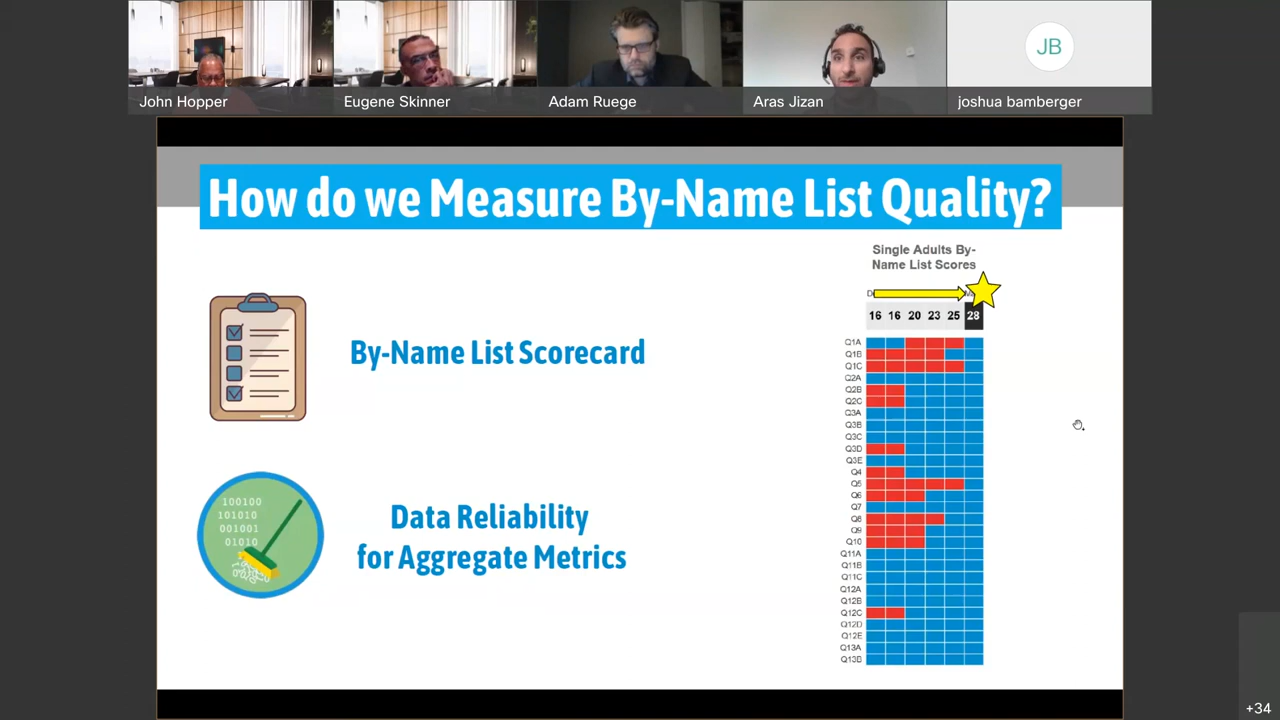 John Hopper
Eugene Skinner
Adam Ruege
Aras Jizan
JB
joshua bamberger
How do we Measure By-Name List Quality?
Single Adults By-
Name List Scores
16 16 20 23 25 28
By-Name List Scorecard
100100
101010
001001
01010
Data Reliability
for Aggregate Metrics
Q1A
Q1B
Q1C
Q2A
Q2B
Q2C
Q3A
Q3B
Q3C
Q3D
Q3E
Q4
Q5
Q6
Q7
Q8
Q9
Q10
Q11A
Q11B
Q11C
Q12A
Q12B
Q12C
Q12D
Q12E
Q13A
Q13B
+34